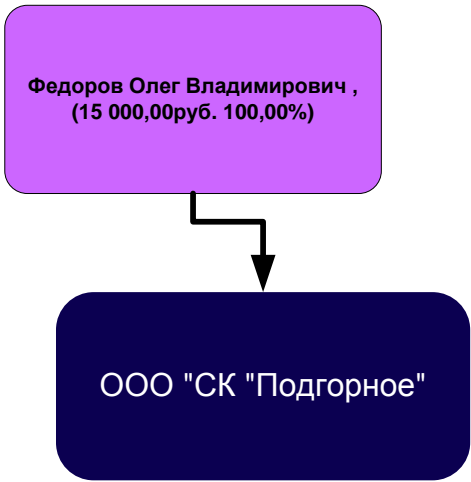 Федоров Олег Владимирович ,
(15 000,00руб. 100,00%)
ООО "СК "Подгорное"